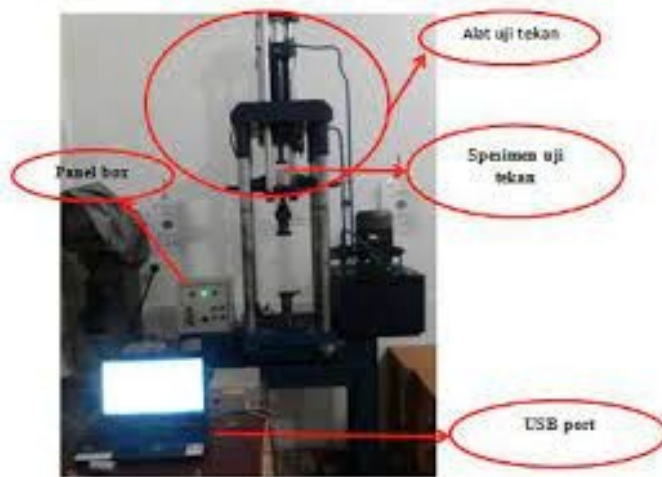 Alat uji tekan
Spesimen uji
tekan
Panel box
USB port